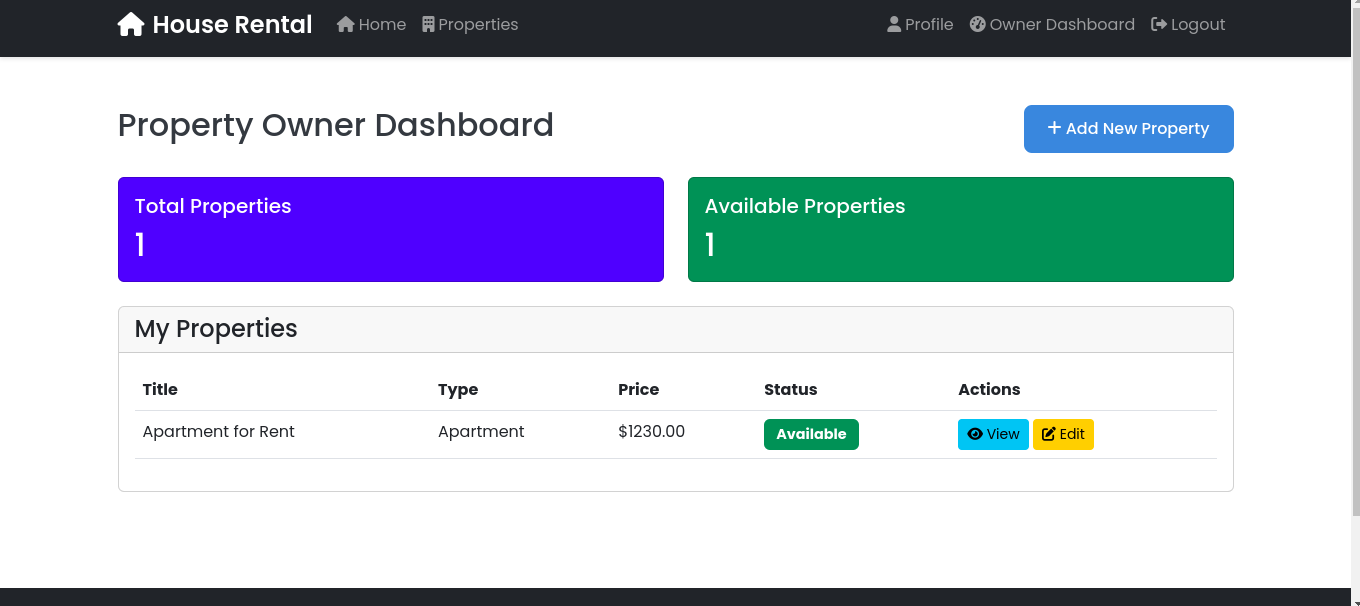 House Rental Home Properties Profile Owner Dashboard Logout
Property Owner Dashboard
+ Add New Property
Total Properties
1
Available Properties
1
My Properties
Title Type Price Status Actions
Apartment for Rent Apartment $1230.00 Available View Edit